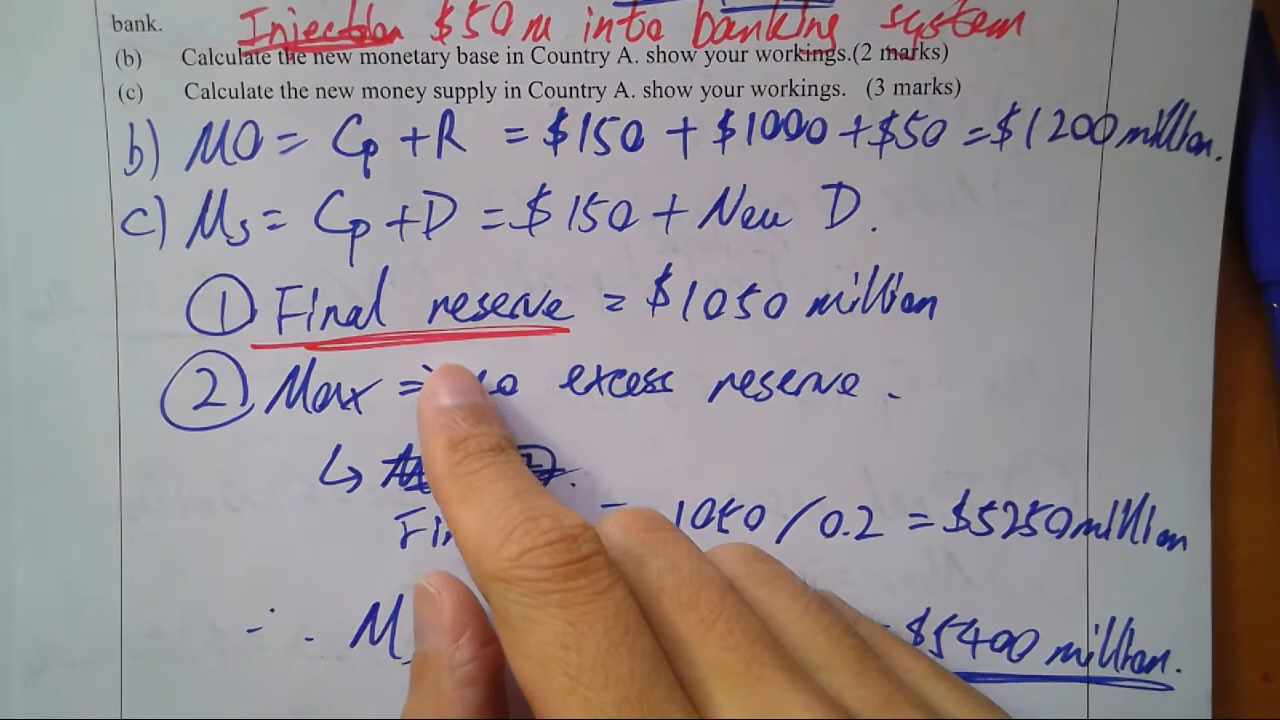 bank. Injection $50m into banking system
(b) Calculate the new monetary base in Country A. show your workings.(2 marks)
(c) Calculate the new money supply in Country A. show your workings. (3 marks)
b) M0 = Cp + R = $150 + $1000 + $50 = $1200 million.
c) Ms = Cp + D = $150 + New D.
① Final reserve = $1050 million
② Max ⇒ no excess reserve.
↳
= 1050 / 0.2 = $5250 million
∴ M = $5400 million.